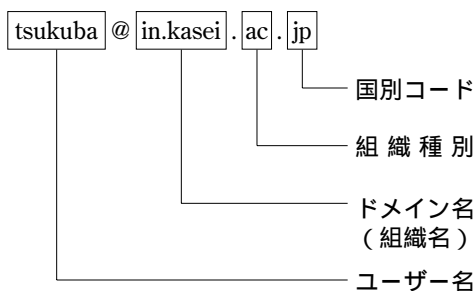 tsukuba @ in.kasei . ac . jp
国別コード
組織種別
ドメイン名
（組織名）
ユーザー名